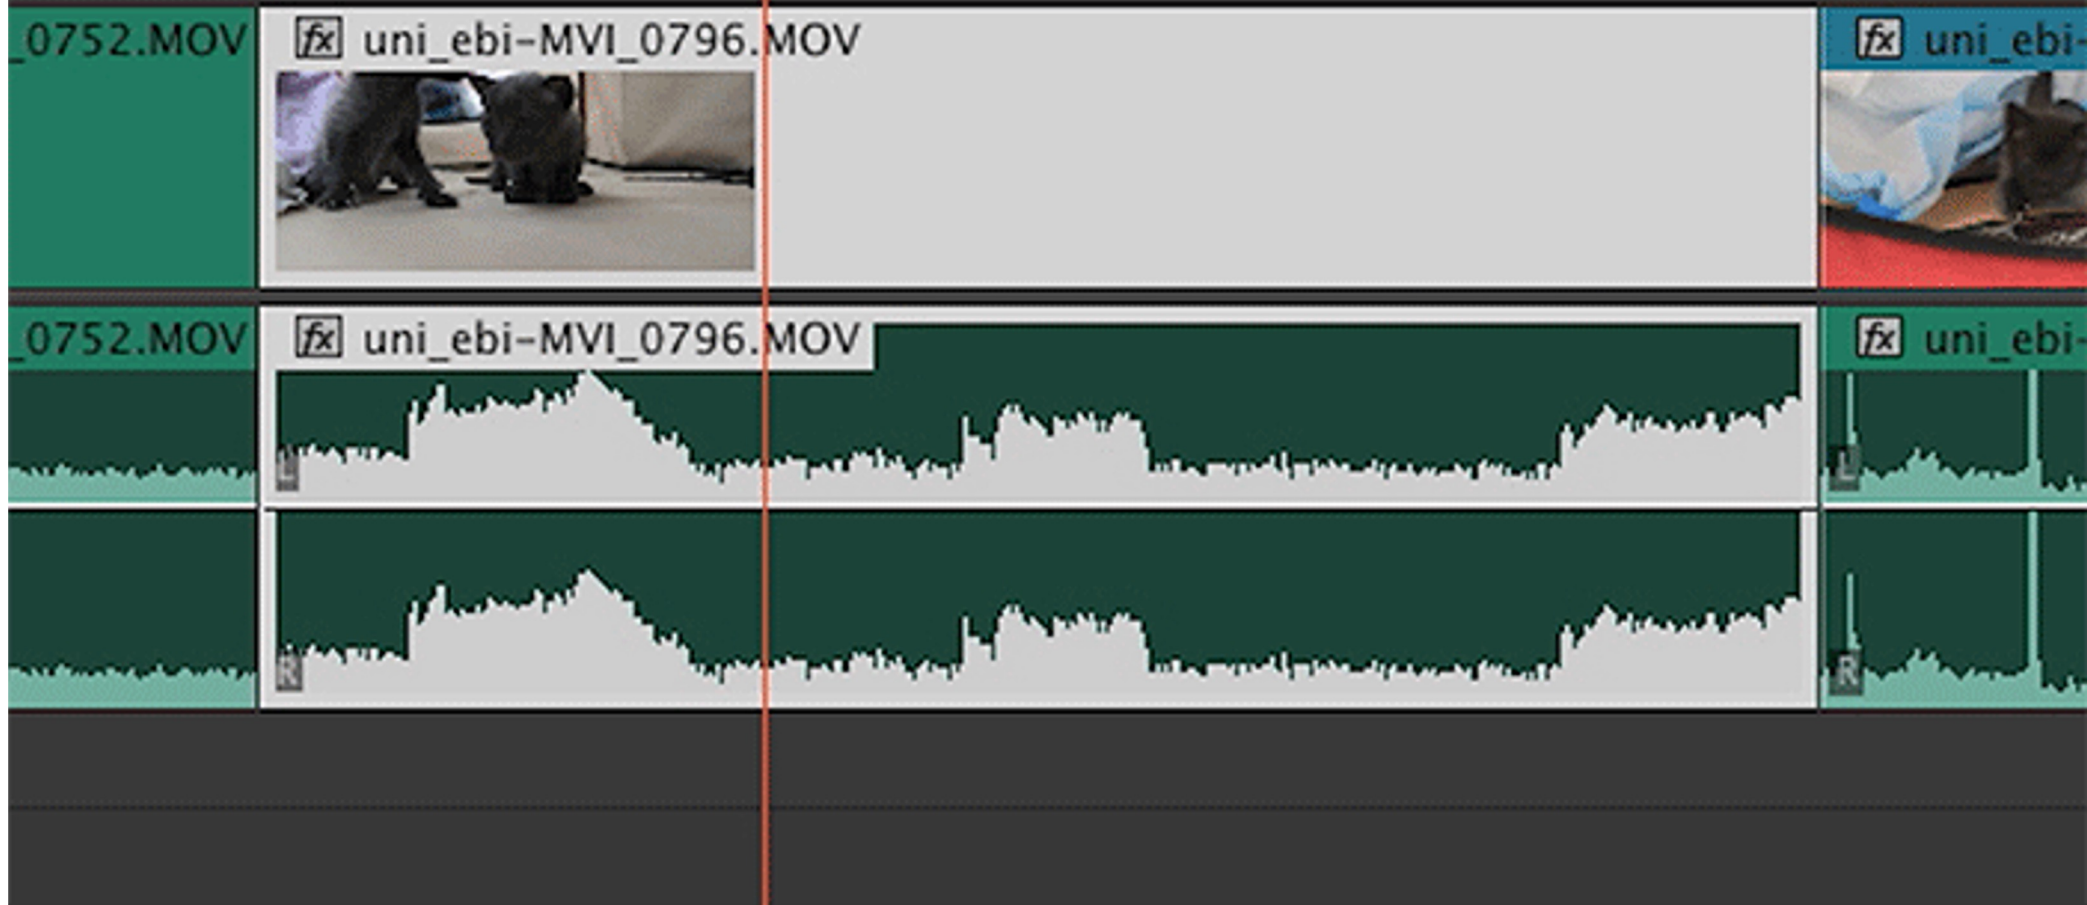 _0752.MOV
fx uni_ebi-MVI_0796.MOV
fx uni_ebi-
_0752.MOV
fx uni_ebi-MVI_0796.MOV
fx uni_ebi-
L
L
R
R